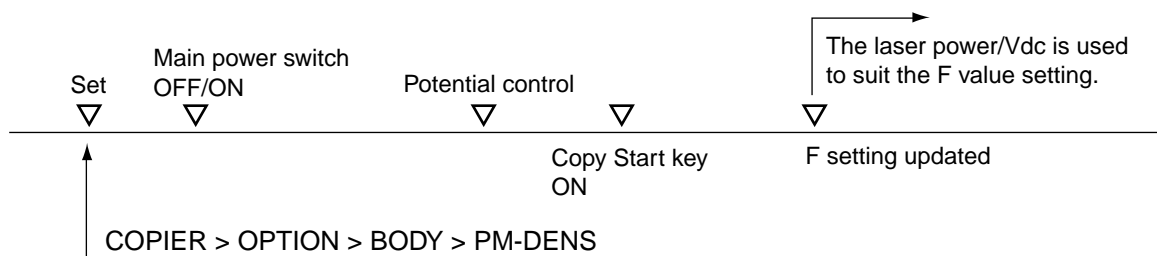 The laser power/Vdc is used
to suit the F value setting.
Main power switch
OFF/ON
Set
Potential control
Copy Start key
ON
F setting updated
COPIER > OPTION > BODY > PM-DENS